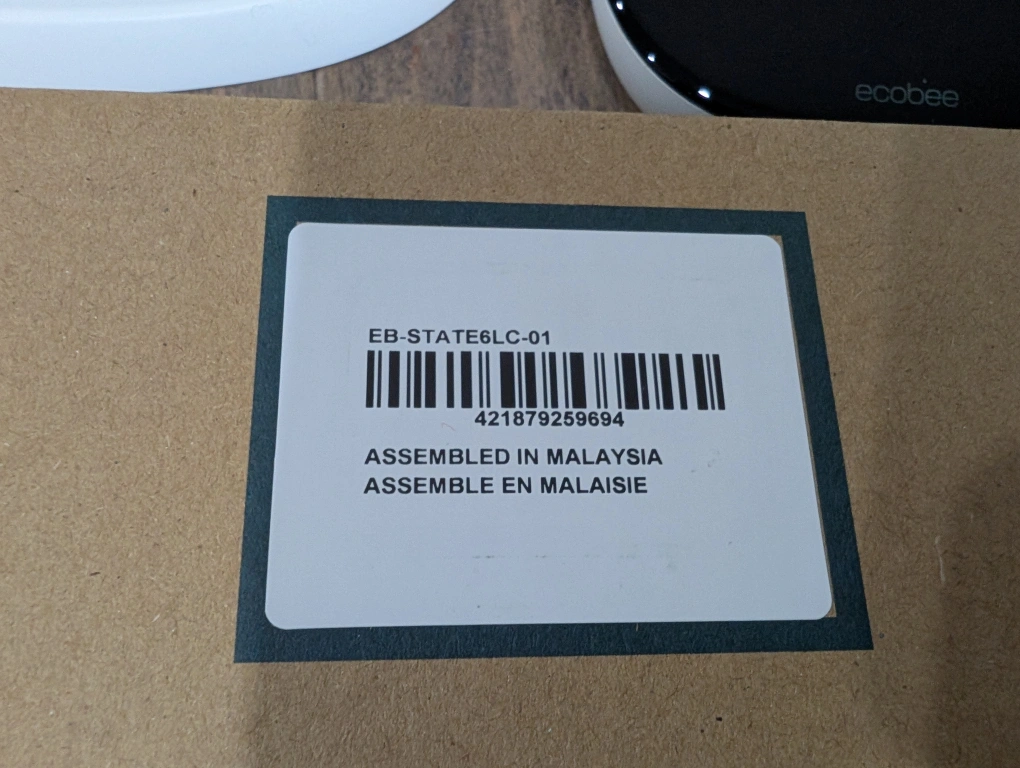 ecobee
EB-STATE6LC-01
421879259694
ASSEMBLED IN MALAYSIA
ASSEMBLE EN MALAISIE